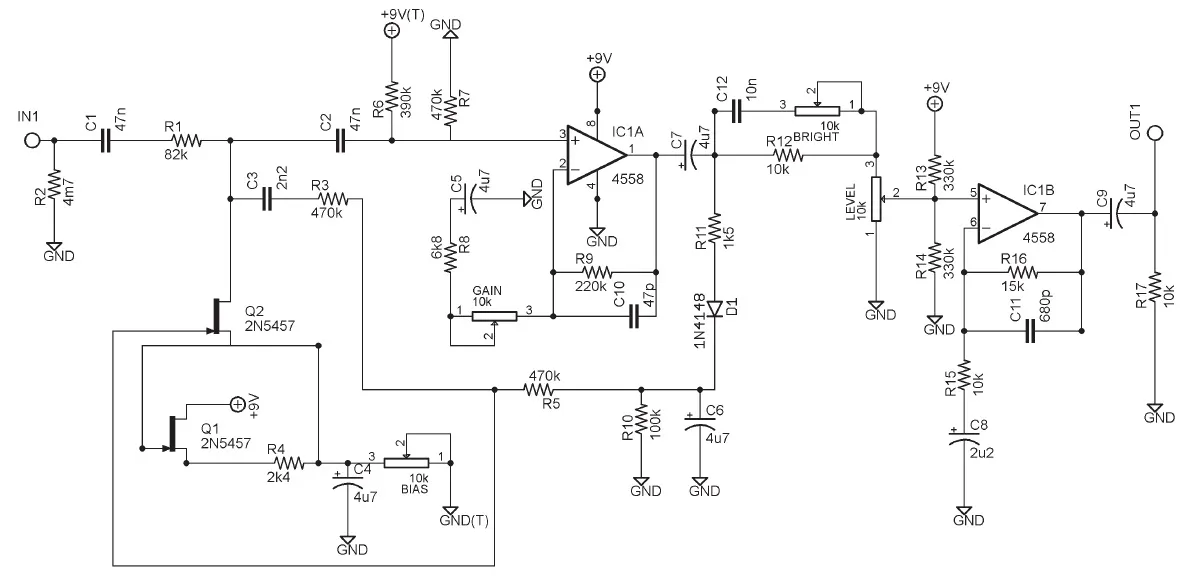 +9V(T)
GND
IN1
C1
47n
R1
82k
R2
4m7
GND
C2
47n
R6
390k
470k
R7
+9V
3
2
8
4
1
IC1A
4558
GND
C7
4u7
C12
10n
3
2
1
10k
BRIGHT
R12
10k
+9V
OUT1
C3
2n2
R3
470k
C5
4u7
GND
6k8
R8
GAIN
10k
1
2
3
R9
220k
C10
47p
R11
1k5
1N4148
D1
3
LEVEL
10k
2
1
GND
R13
330k
R14
330k
GND
5
6
7
IC1B
4558
R16
15k
C11
680p
C9
4u7
R17
10k
GND
R15
10k
C8
2u2
GND
Q2
2N5457
+9V
Q1
2N5457
R4
2k4
C4
4u7
GND
3
2
1
10k
BIAS
GND(T)
470k
R5
R10
100k
GND
C6
4u7
GND